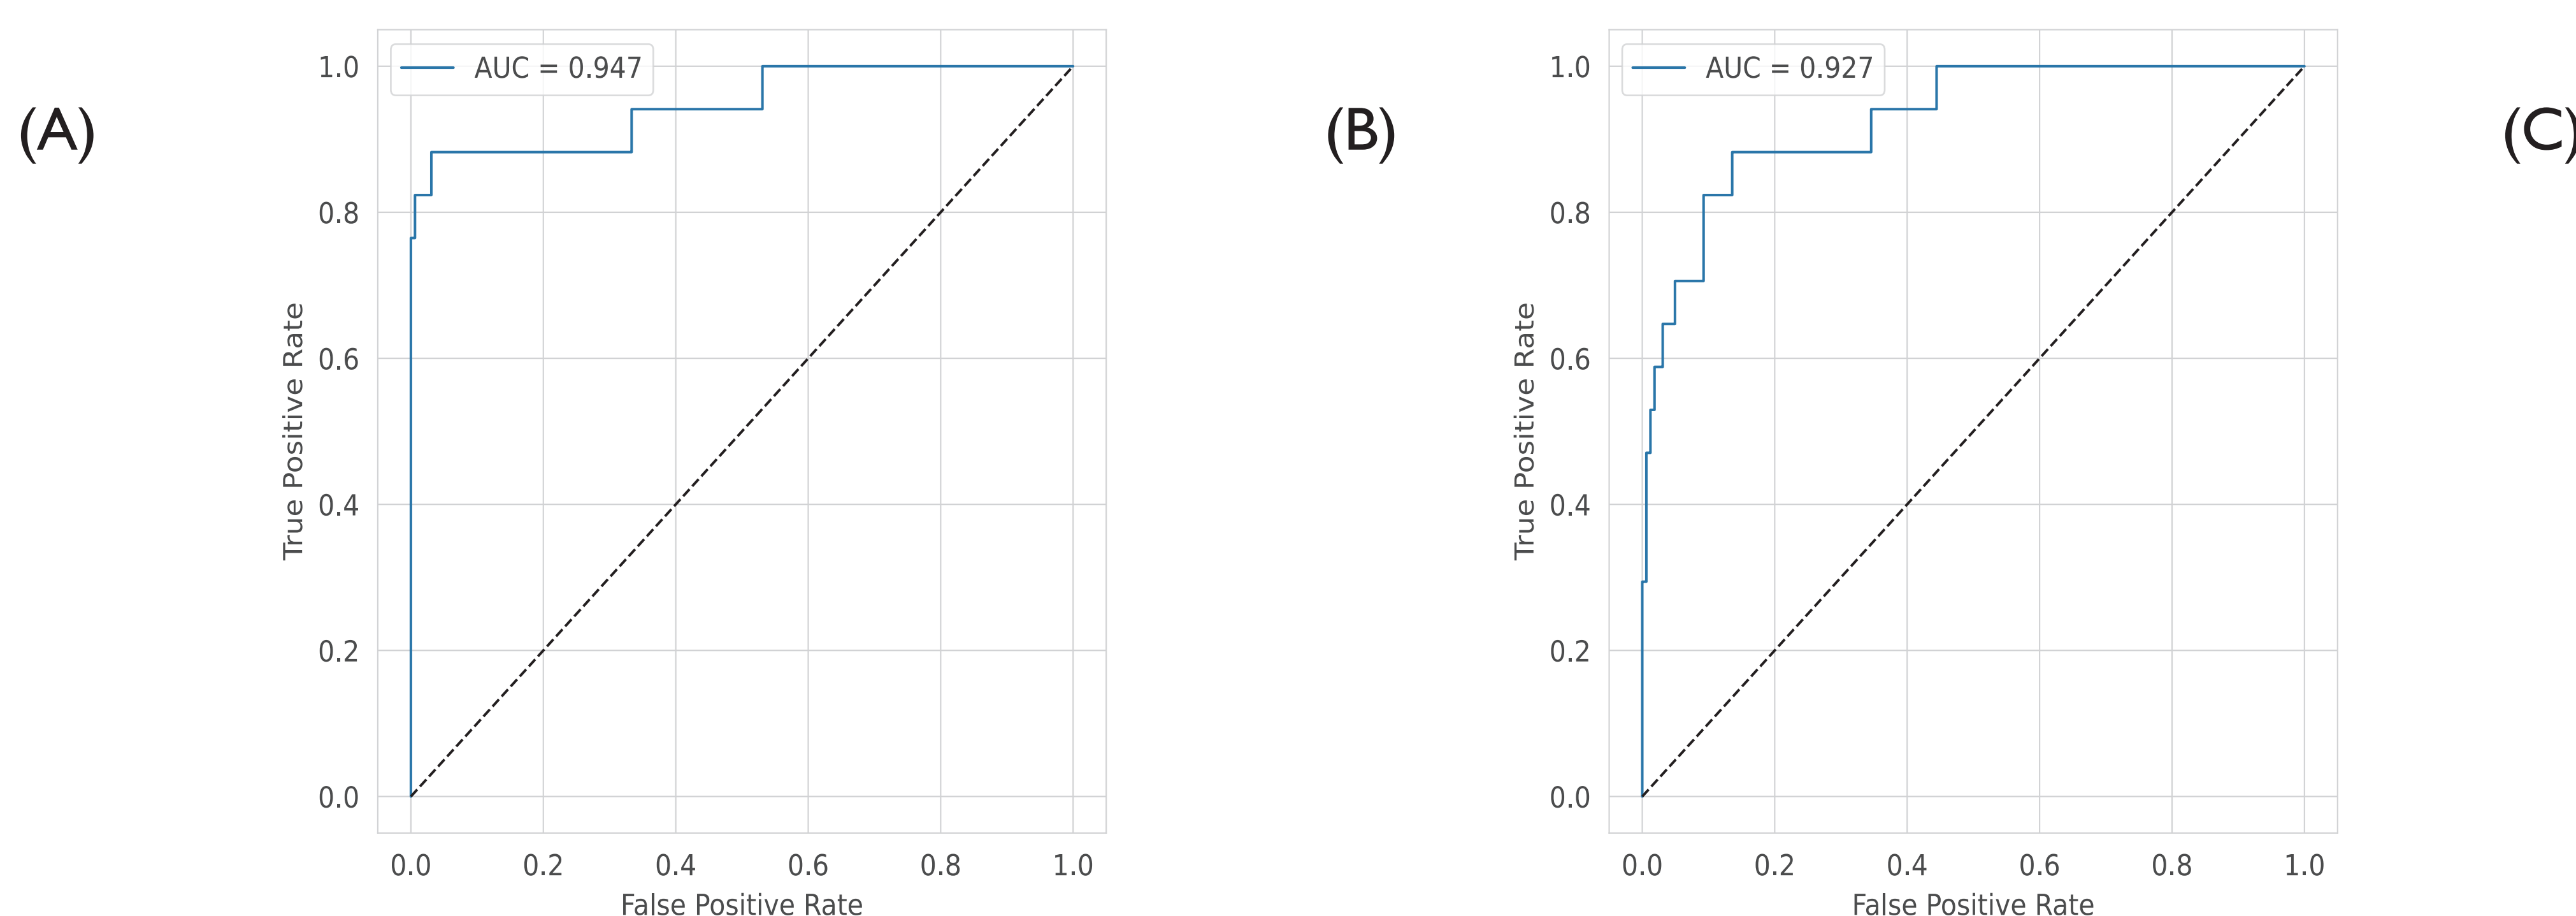 (A)
AUC = 0.947
1.0
0.8
0.6
0.4
0.2
0.0
True Positive Rate
0.0 0.2 0.4 0.6 0.8 1.0
False Positive Rate
(B)
AUC = 0.927
1.0
0.8
0.6
0.4
0.2
0.0
True Positive Rate
0.0 0.2 0.4 0.6 0.8 1.0
False Positive Rate
(C)